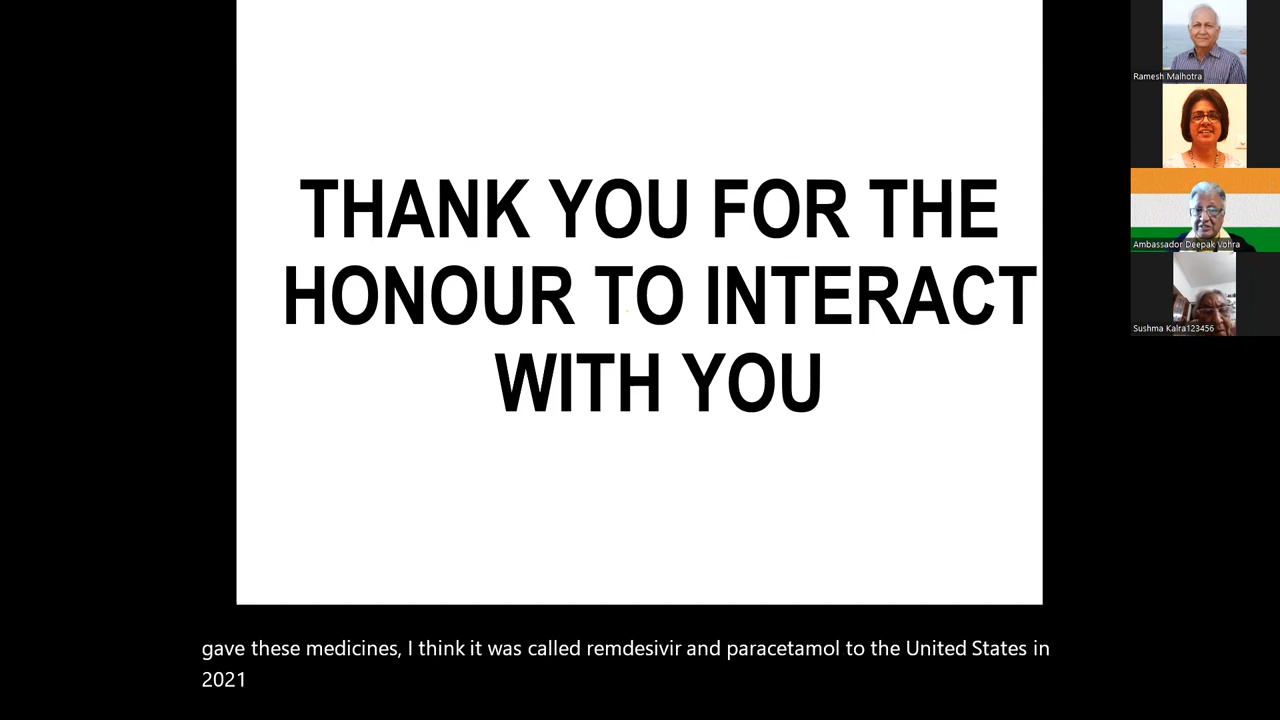 THANK YOU FOR THE
HONOUR TO INTERACT
WITH YOU
Ramesh Malhotra
Ambassador Deepak Vohra
Sushma Kalra123456
gave these medicines, I think it was called remdesivir and paracetamol to the United States in
2021